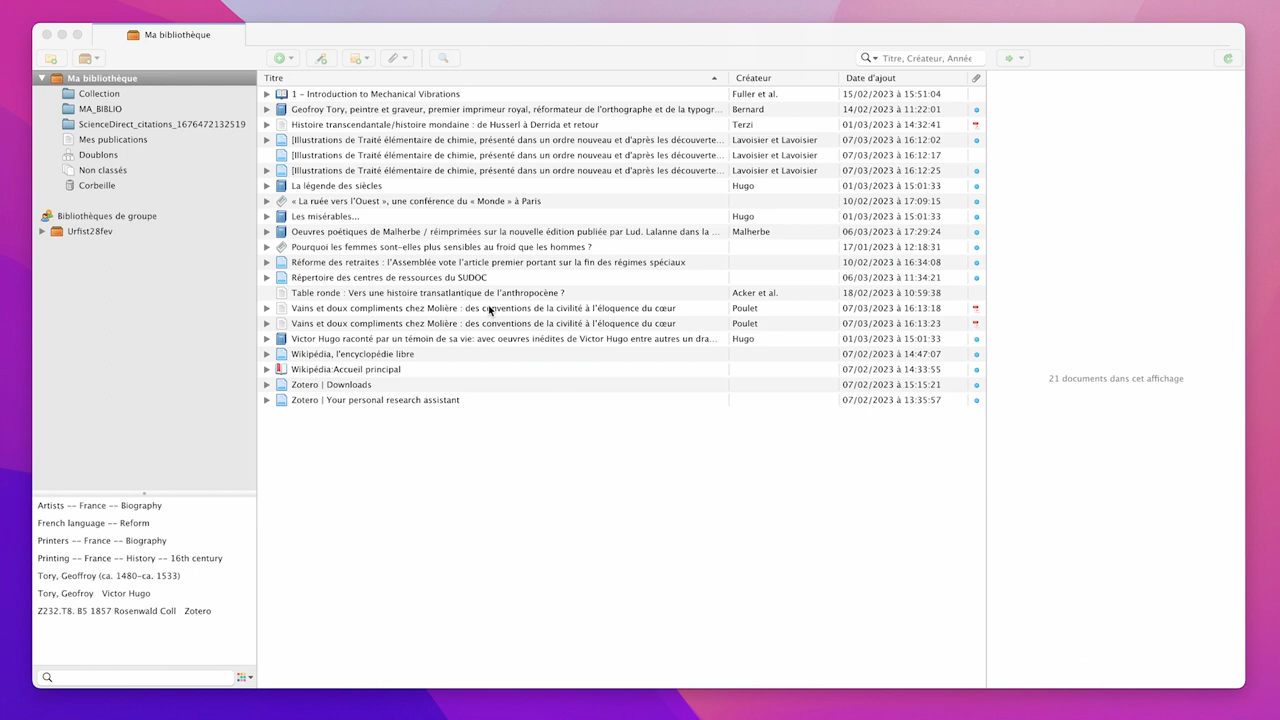 Ma bibliothèque
Titre, Créateur, Année
Ma bibliothèque
Collection
MA_BIBLIO
ScienceDirect_citations_1676472132519
Mes publications
Doublons
Non classés
Corbeille
Bibliothèques de groupe
Urfist28fev
Artists -- France -- Biography
French language -- Reform
Printers -- France -- Biography
Printing -- France -- History -- 16th century
Tory, Geoffroy (ca. 1480-ca. 1533)
Tory, Geofroy Victor Hugo
Z232.T8. B5 1857 Rosenwald Coll Zotero
Titre Créateur Date d'ajout
1 - Introduction to Mechanical Vibrations Fuller et al. 15/02/2023 à 15:51:04
Geofroy Tory, peintre et graveur, premier imprimeur royal, réformateur de l'orthographe et de la typogr... Bernard 14/02/2023 à 11:22:01
Histoire transcendantale/histoire mondaine : de Husserl à Derrida et retour Terzi 01/03/2023 à 14:32:41
[Illustrations de Traité élémentaire de chimie, présenté dans un ordre nouveau et d'après les découverte... Lavoisier et Lavoisier 07/03/2023 à 16:12:02
[Illustrations de Traité élémentaire de chimie, présenté dans un ordre nouveau et d'après les découverte... Lavoisier et Lavoisier 07/03/2023 à 16:12:17
[Illustrations de Traité élémentaire de chimie, présenté dans un ordre nouveau et d'après les découverte... Lavoisier et Lavoisier 07/03/2023 à 16:12:25
La légende des siècles Hugo 01/03/2023 à 15:01:33
« La ruée vers l'Ouest », une conférence du « Monde » à Paris 10/02/2023 à 17:09:15
Les misérables... Hugo 01/03/2023 à 15:01:33
Oeuvres poétiques de Malherbe / réimprimées sur la nouvelle édition publiée par Lud. Lalanne dans la ... Malherbe 06/03/2023 à 17:29:24
Pourquoi les femmes sont-elles plus sensibles au froid que les hommes ? 17/01/2023 à 12:18:31
Réforme des retraites : l'Assemblée vote l'article premier portant sur la fin des régimes spéciaux 10/02/2023 à 16:34:08
Répertoire des centres de ressources du SUDOC 06/03/2023 à 11:34:21
Table ronde : Vers une histoire transatlantique de l'anthropocène ? Acker et al. 18/02/2023 à 10:59:38
Vains et doux compliments chez Molière : des conventions de la civilité à l'éloquence du cœur Poulet 07/03/2023 à 16:13:18
Vains et doux compliments chez Molière : des conventions de la civilité à l'éloquence du cœur Poulet 07/03/2023 à 16:13:23
Victor Hugo raconté par un témoin de sa vie: avec oeuvres inédites de Victor Hugo entre autres un dra... Hugo 01/03/2023 à 15:01:33
Wikipédia, l'encyclopédie libre 07/02/2023 à 14:47:07
Wikipédia:Accueil principal 07/02/2023 à 14:33:55
Zotero | Downloads 07/02/2023 à 15:15:21
Zotero | Your personal research assistant 07/02/2023 à 13:35:57
21 documents dans cet affichage